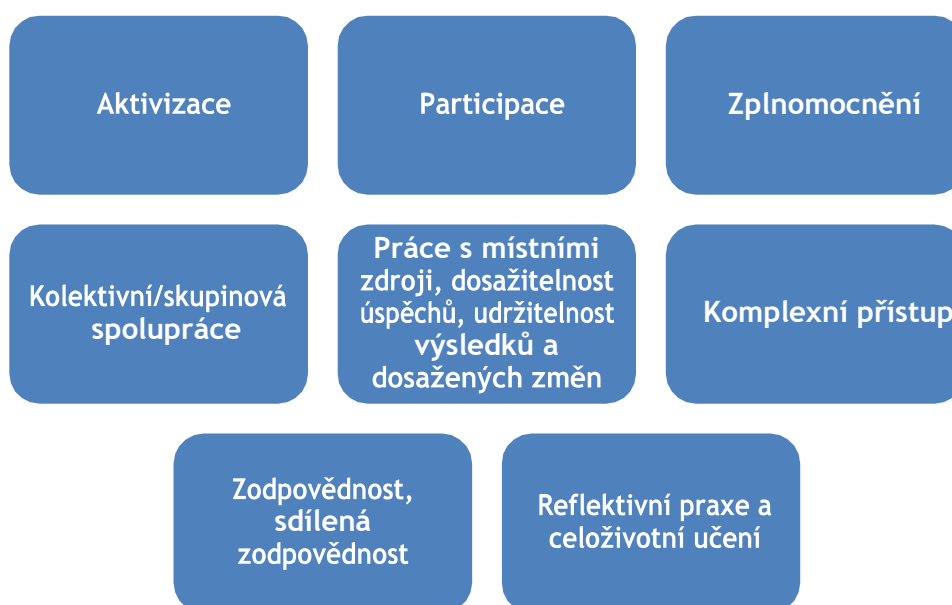 Aktivizace
Participace
Zplnomocnění
Kolektivní/skupinová
spolupráce
Práce s místními
zdroji, dosažitelnost
úspěchů, udržitelnost
výsledků a
dosažených změn
Komplexní přístup
Zodpovědnost,
sdílená
zodpovědnost
Reflektivní praxe a
celoživotní učení